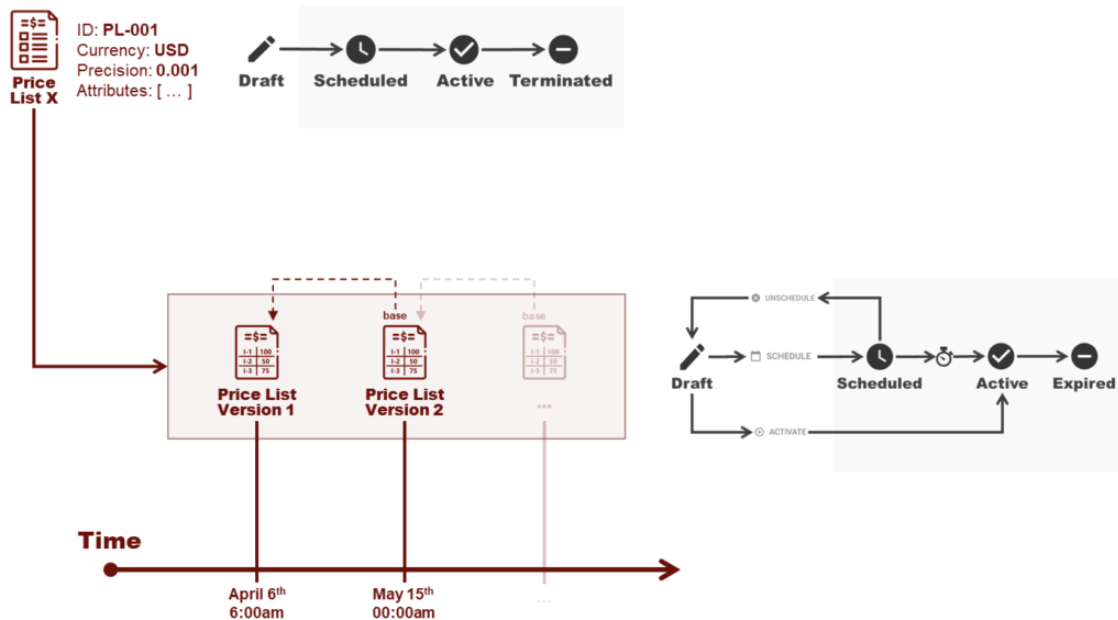 =$=
Price
List X
ID: PL-001
Currency: USD
Precision: 0.001
Attributes: [ ... ]
Draft
Scheduled
Active
Terminated
base
base
=$=
I-1 100
I-2 50
I-3 75
=$=
I-1 100
I-2 50
I-3 75
=$=
I-1 100
I-2 50
I-3 75
Price List
Version 1
Price List
Version 2
...
UNSCHEDULE
SCHEDULE
ACTIVATE
Draft
Scheduled
Active
Expired
Time
April 6th
6:00am
May 15th
00:00am
...